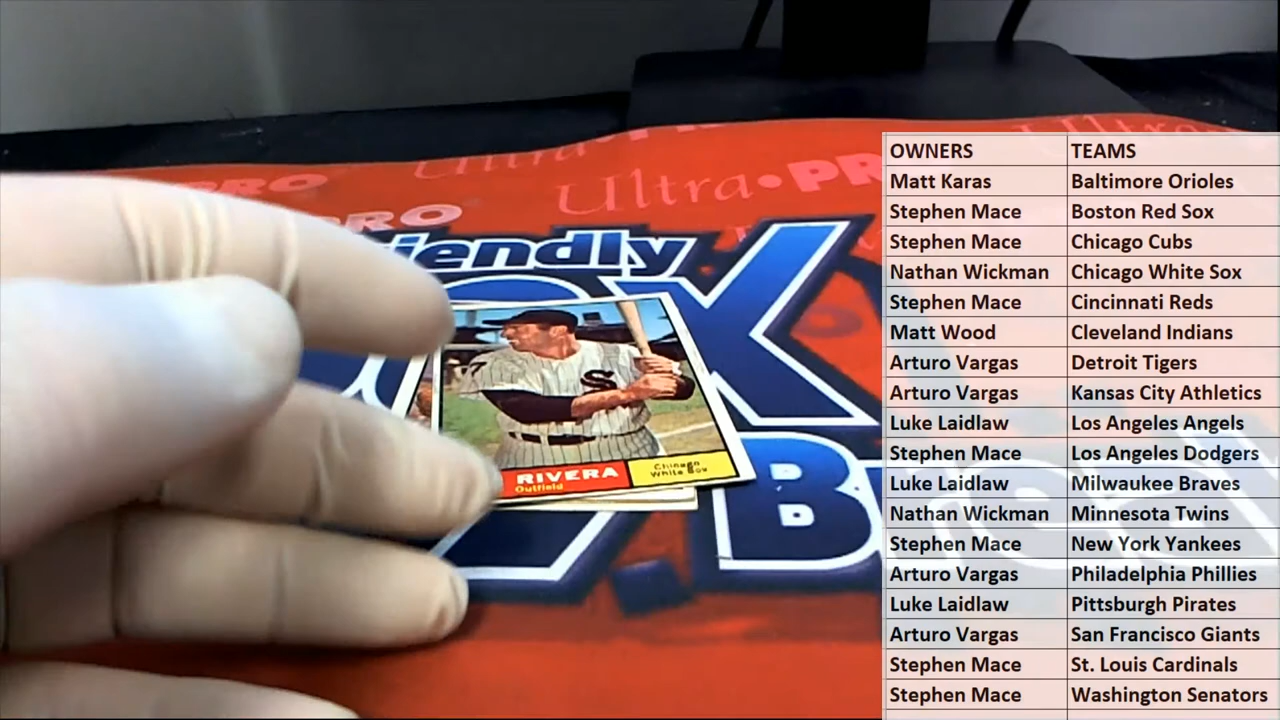 Ultra PRO
PRO
Ultra•PR
PRO
iendly
RIVERA
Outfield
Chicago
White Sox
OWNERS TEAMS
Matt Karas Baltimore Orioles
Stephen Mace Boston Red Sox
Stephen Mace Chicago Cubs
Nathan Wickman Chicago White Sox
Stephen Mace Cincinnati Reds
Matt Wood Cleveland Indians
Arturo Vargas Detroit Tigers
Arturo Vargas Kansas City Athletics
Luke Laidlaw Los Angeles Angels
Stephen Mace Los Angeles Dodgers
Luke Laidlaw Milwaukee Braves
Nathan Wickman Minnesota Twins
Stephen Mace New York Yankees
Arturo Vargas Philadelphia Phillies
Luke Laidlaw Pittsburgh Pirates
Arturo Vargas San Francisco Giants
Stephen Mace St. Louis Cardinals
Stephen Mace Washington Senators